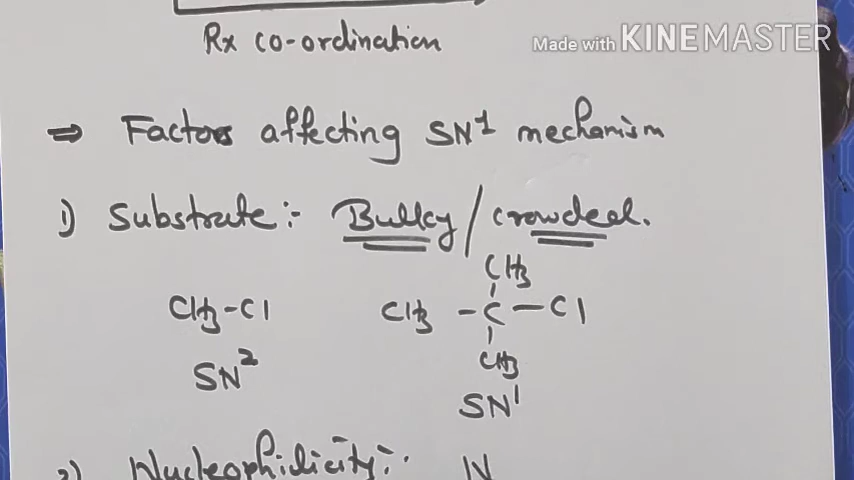 Rx co-ordination
Made with KINEMASTER
⇒ Factors affecting SN1 mechanism
1) Substrate:- Bulky / crowded.
CH3
CH3-Cl CH3 - C - Cl
CH3
SN2
SN1
2) Nucleophilicity:- N